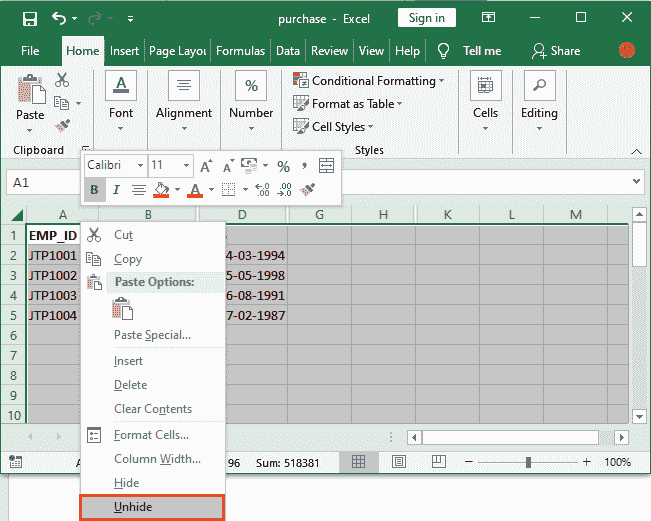 purchase - Excel
Sign in
File Home Insert Page Layou Formulas Data Review View Help Tell me Share
Paste
Clipboard
Font
Alignment
%
Number
Conditional Formatting
Format as Table
Cell Styles
Styles
Cells
Editing
Calibri 11 A A % ,
B I A .00
A1
A B D G H K L M
1 EMP_ID
2 JTP1001 4-03-1994
3 JTP1002 5-05-1998
4 JTP1003 6-08-1991
5 JTP1004 7-02-1987
6
7
8
9
10
Cut
Copy
Paste Options:
Paste Special...
Insert
Delete
Clear Contents
Format Cells...
Column Width...
Hide
Unhide
A 96 Sum: 518381 100%